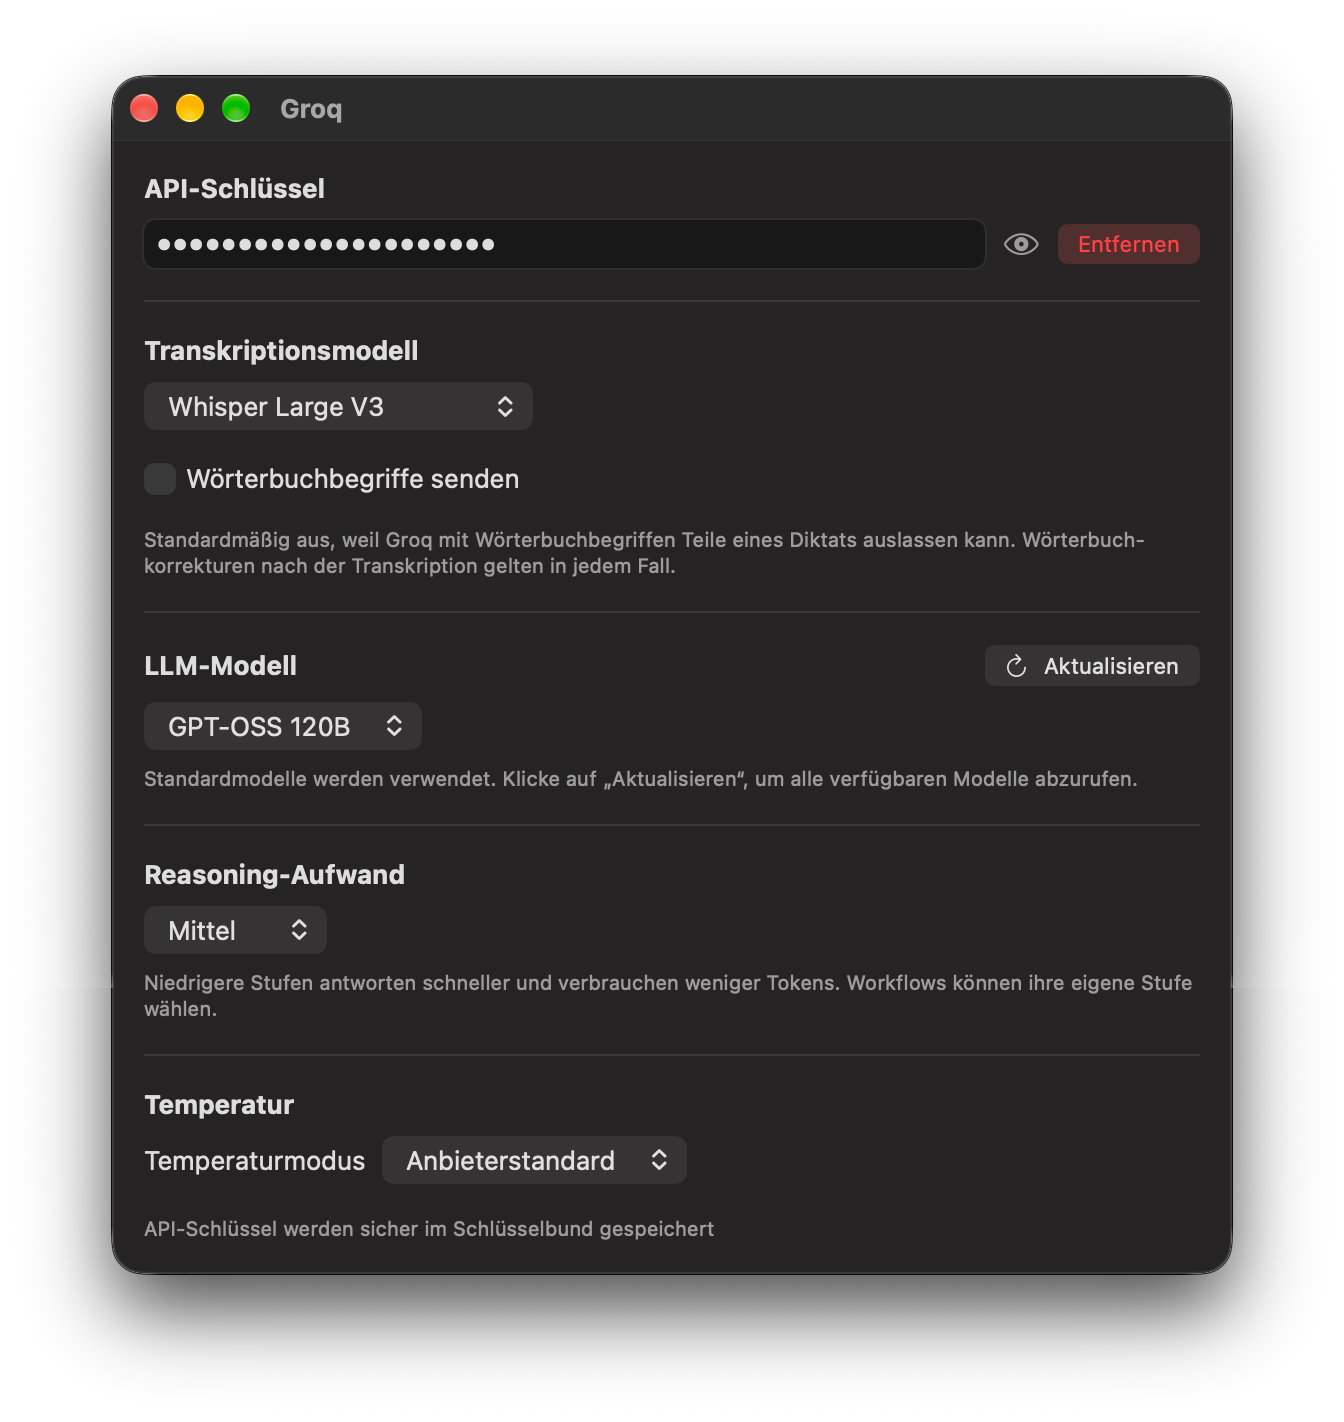 Groq
API-Schlüssel
●●●●●●●●●●●●●●●●●●●●●
Entfernen
Transkriptionsmodell
Whisper Large V3
Wörterbuchbegriffe senden
Standardmäßig aus, weil Groq mit Wörterbuchbegriffen Teile eines Diktats auslassen kann. Wörterbuch-
korrekturen nach der Transkription gelten in jedem Fall.
LLM-Modell
Aktualisieren
GPT-OSS 120B
Standardmodelle werden verwendet. Klicke auf „Aktualisieren“, um alle verfügbaren Modelle abzurufen.
Reasoning-Aufwand
Mittel
Niedrigere Stufen antworten schneller und verbrauchen weniger Tokens. Workflows können ihre eigene Stufe
wählen.
Temperatur
Temperaturmodus Anbieterstandard
API-Schlüssel werden sicher im Schlüsselbund gespeichert